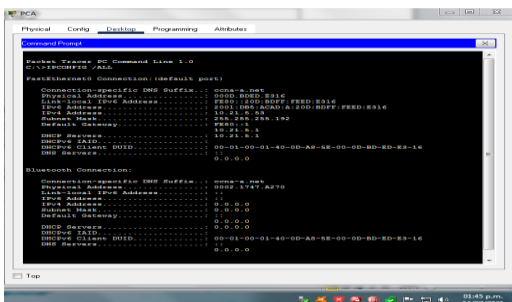 PCA
Physical Config Desktop Programming Attributes
Command Prompt
Packet Tracer PC Command Line 1.0
C:\>IPCONFIG /ALL
FastEthernet0 Connection:(default port)
Connection-specific DNS Suffix..: ccna-a.net
Physical Address................: 000D.BDED.E316
Link-local IPv6 Address.........: FE80::20D:BDFF:FEED:E316
IPv6 Address....................: 2001:DB8:ACAD:A:20D:BDFF:FEED:E316
IPv4 Address....................: 10.21.5.53
Subnet Mask.....................: 255.255.255.192
Default Gateway.................: FE80::1
10.21.5.1
DHCP Servers....................: 10.21.5.1
DHCPv6 IAID.....................:
DHCPv6 Client DUID..............: 00-01-00-01-40-0D-A8-5E-00-0D-BD-ED-E3-16
DNS Servers.....................: ::
0.0.0.0
Bluetooth Connection:
Connection-specific DNS Suffix..: ccna-a.net
Physical Address................: 0002.1747.A270
Link-local IPv6 Address.........: ::
IPv6 Address....................: ::
IPv4 Address....................: 0.0.0.0
Subnet Mask.....................: 0.0.0.0
Default Gateway.................: ::
0.0.0.0
DHCP Servers....................: 0.0.0.0
DHCPv6 IAID.....................:
DHCPv6 Client DUID..............: 00-01-00-01-40-0D-A8-5E-00-0D-BD-ED-E3-16
DNS Servers.....................: ::
0.0.0.0
Top
01:45 p.m.